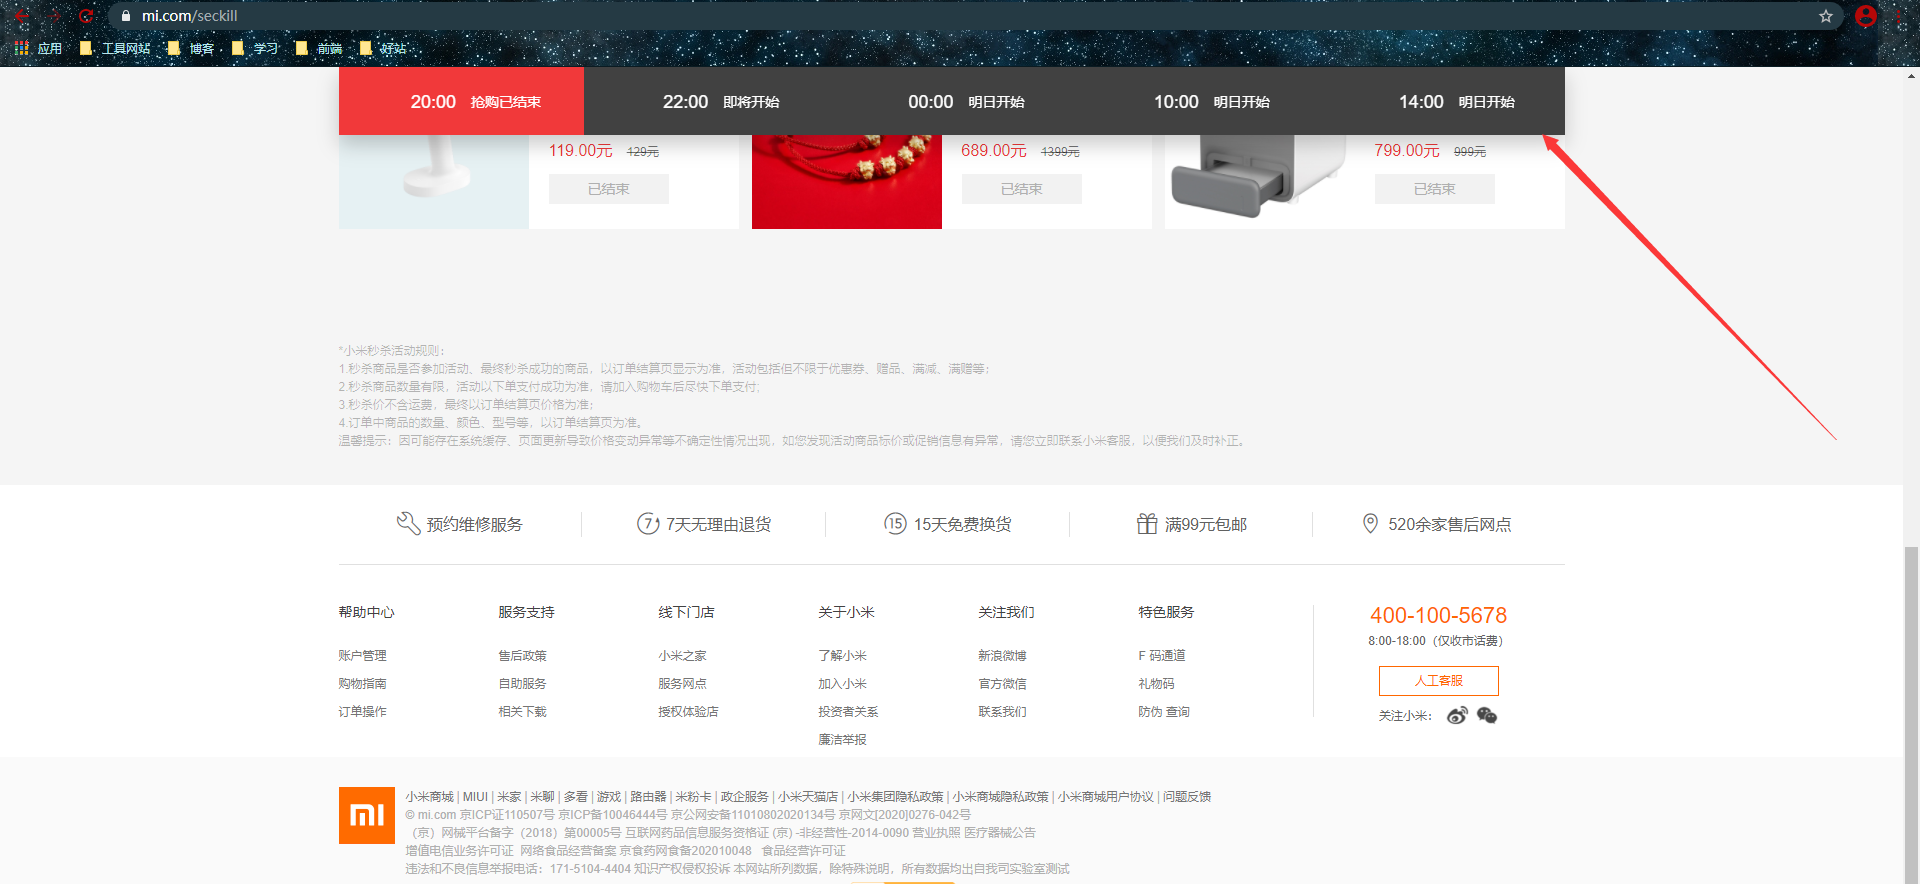 mi.com/seckill
应用 工具网站 博客 学习 前端 好站
20:00 抢购已结束 22:00 即将开始 00:00 明日开始 10:00 明日开始 14:00 明日开始
119.00元 129元 689.00元 1399元 799.00元 999元
已结束 已结束 已结束
*小米秒杀活动规则：
1.秒杀商品是否参加活动、最终秒杀成功的商品，以订单结算页显示为准，活动包括但不限于优惠券、赠品、满减、满赠等；
2.秒杀商品数量有限，活动以下单支付成功为准，请加入购物车后尽快下单支付;
3.秒杀价不含运费，最终以订单结算页价格为准；
4.订单中商品的数量、颜色、型号等，以订单结算页为准。
温馨提示：因可能存在系统缓存、页面更新导致价格变动异常等不确定性情况出现，如您发现活动商品标价或促销信息有异常，请您立即联系小米客服，以便我们及时补正。
预约维修服务 7 7天无理由退货 15 15天免费换货 满99元包邮 520余家售后网点
帮助中心 服务支持 线下门店 关于小米 关注我们 特色服务 400-100-5678
8:00-18:00（仅收市话费）
账户管理 售后政策 小米之家 了解小米 新浪微博 F 码通道
购物指南 自助服务 服务网点 加入小米 官方微信 礼物码 人工客服
订单操作 相关下载 授权体验店 投资者关系 联系我们 防伪 查询 关注小米：
廉洁举报
mi
小米商城 | MIUI | 米家 | 米聊 | 多看 | 游戏 | 路由器 | 米粉卡 | 政企服务 | 小米天猫店 | 小米集团隐私政策 | 小米商城隐私政策 | 小米商城用户协议 | 问题反馈
© mi.com 京ICP证110507号 京ICP备10046444号 京公网安备11010802020134号 京网文[2020]0276-042号
（京）网械平台备字（2018）第00005号 互联网药品信息服务资格证 (京) -非经营性-2014-0090 营业执照 医疗器械公告
增值电信业务许可证 网络食品经营备案 京食药网食备202010048 食品经营许可证
违法和不良信息举报电话：171-5104-4404 知识产权侵权投诉 本网站所列数据，除特殊说明，所有数据均出自我司实验室测试